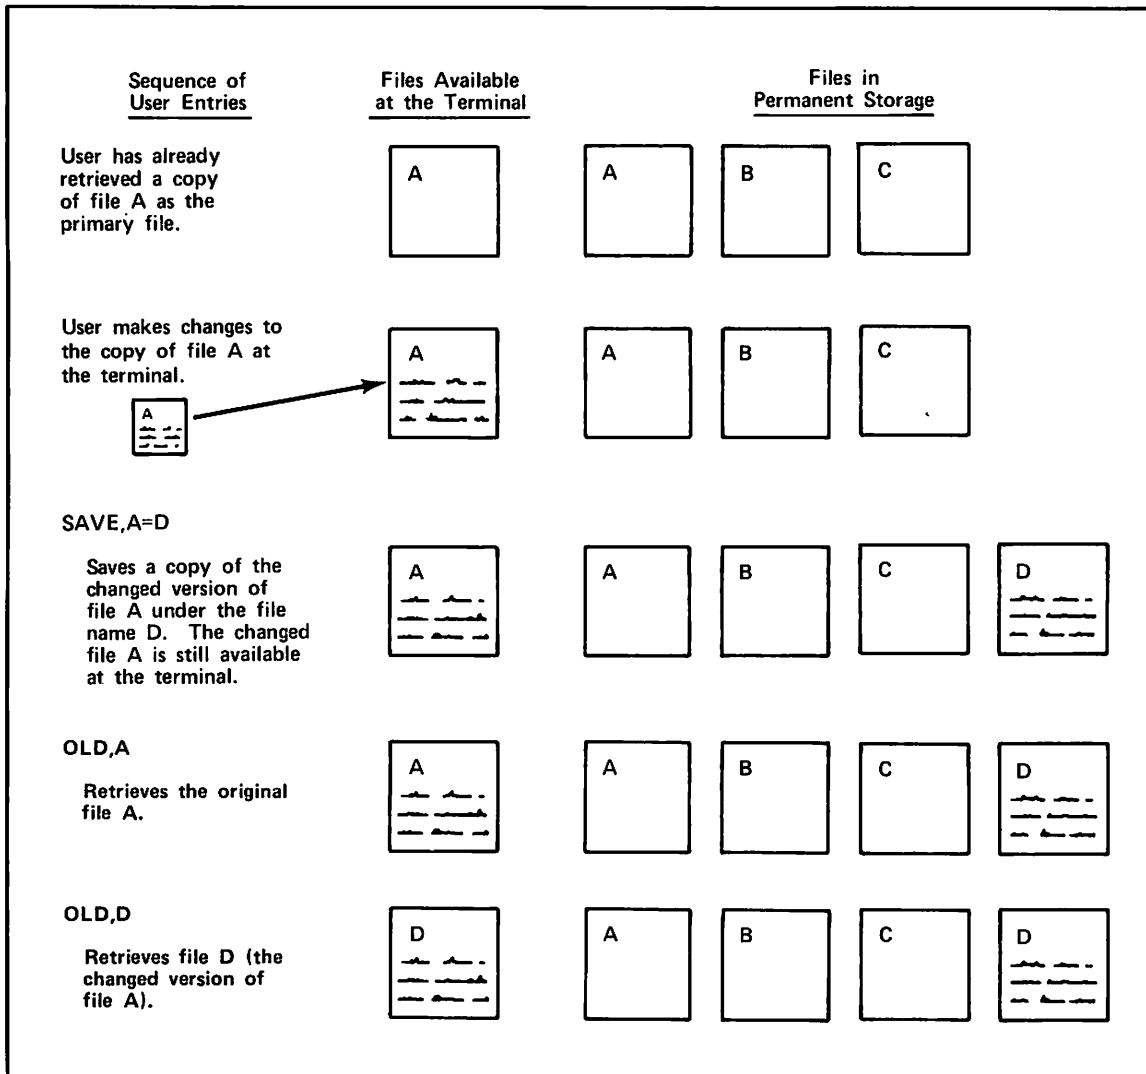 Sequence of
User Entries
Files Available
at the Terminal
Files in
Permanent Storage
User has already
retrieved a copy
of file A as the
primary file.
A
A
B
C
User makes changes to
the copy of file A at
the terminal.
A
A
A
B
C
SAVE,A=D
Saves a copy of the
changed version of
file A under the file
name D. The changed
file A is still available
at the terminal.
A
A
B
C
D
OLD,A
Retrieves the original
file A.
A
A
B
C
D
OLD,D
Retrieves file D (the
changed version of
file A).
D
A
B
C
D